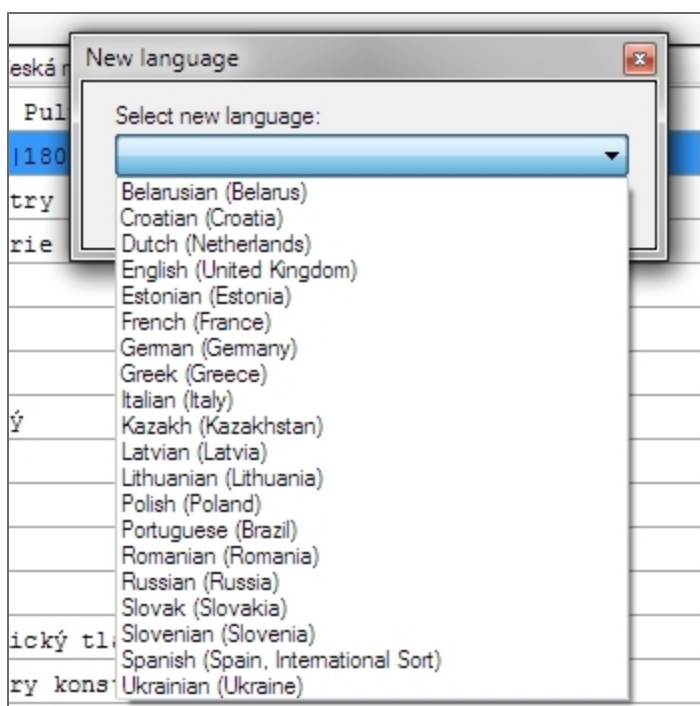 New language
eská r
Select new language:
Pul
|180
try
rie
Belarusian (Belarus)
Croatian (Croatia)
Dutch (Netherlands)
English (United Kingdom)
Estonian (Estonia)
French (France)
German (Germany)
Greek (Greece)
Italian (Italy)
Kazakh (Kazakhstan)
ý
Latvian (Latvia)
Lithuanian (Lithuania)
Polish (Poland)
Portuguese (Brazil)
Romanian (Romania)
Russian (Russia)
Slovak (Slovakia)
Slovenian (Slovenia)
ický tl
Spanish (Spain, International Sort)
Ukrainian (Ukraine)
ry kons